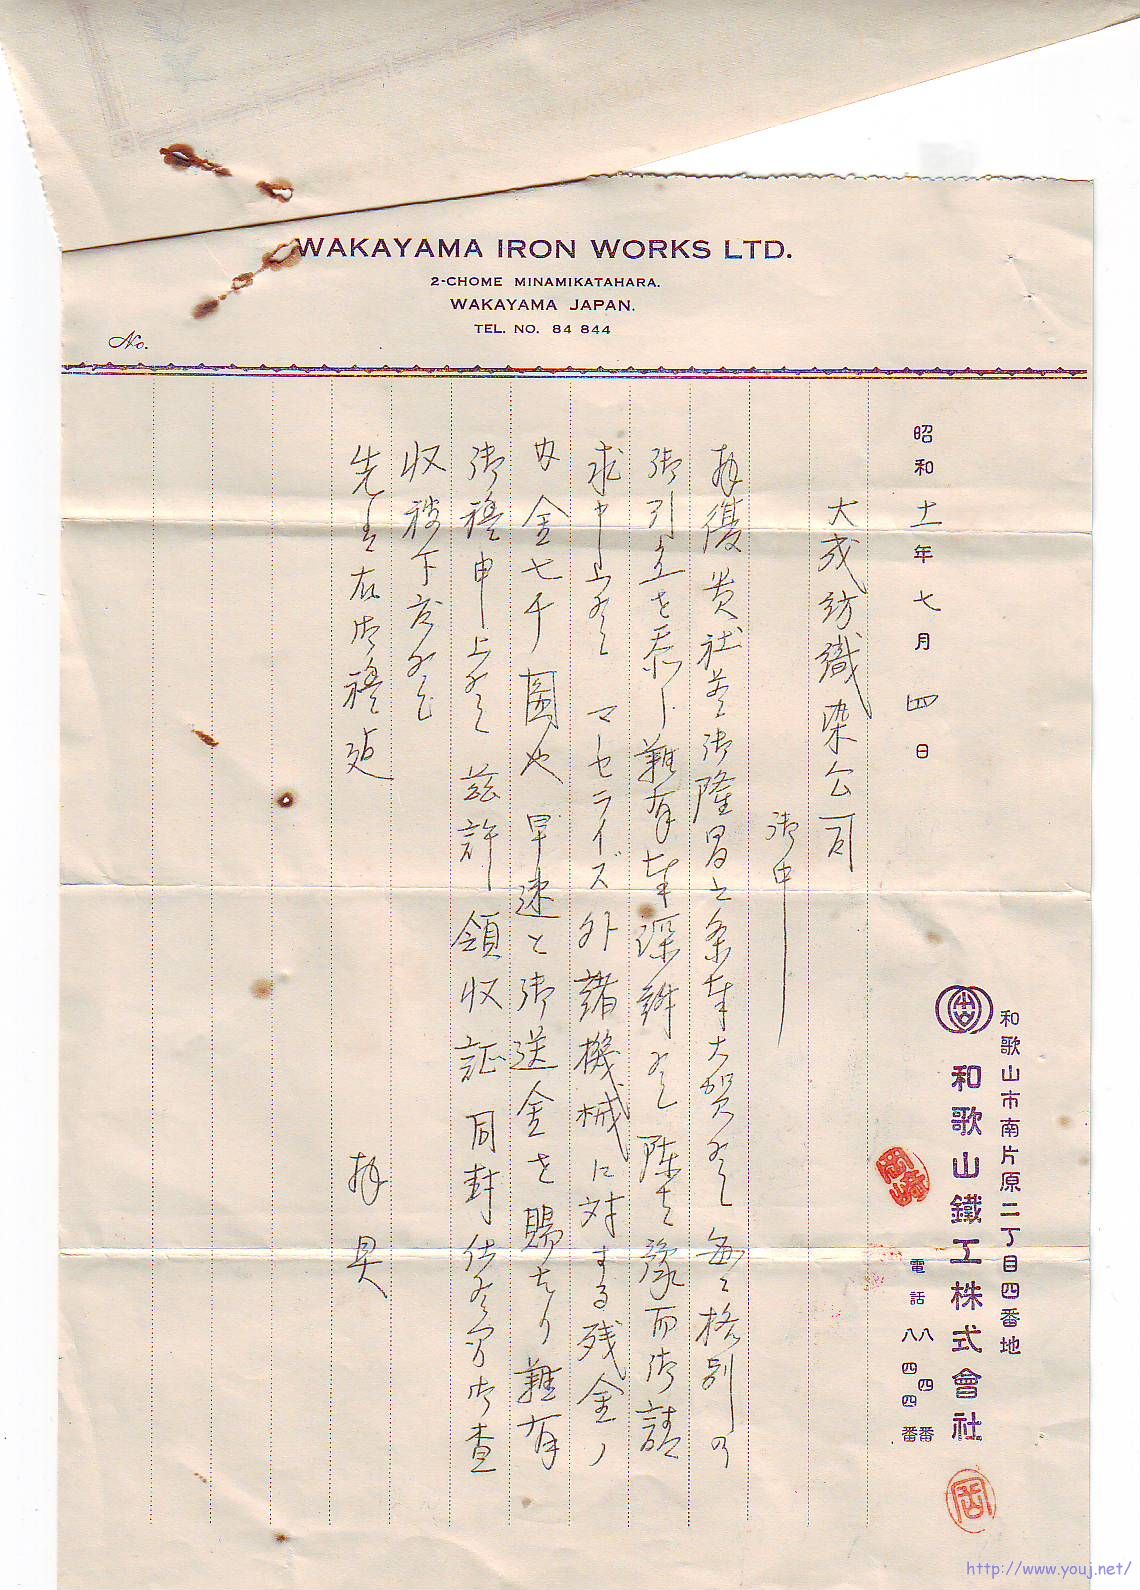 WAKAYAMA IRON WORKS LTD.
2-CHOME MINAMIKATAHARA.
WAKAYAMA JAPAN.
TEL. NO. 84 844
No.
和歌山市南片原二丁目四番地
和歌山鐵工株式會社
電話 八四番
八四四番
岡崎
岡
昭和十一年七月四日
大成紡織染公司
御中
拝復貴社益御隆昌之条奉大賀候 毎々格別の
御引立を忝し難有奉深謝候 陳者豫而御請
求申上候 マセライズ外諸機械に対する残金ノ
内金七千圓也早速と御送金を賜はり難有
御禮申上候 茲許領収証同封仕候間御査
収被下度候也
先は右御禮迄
拝具
http://www.youj.net/